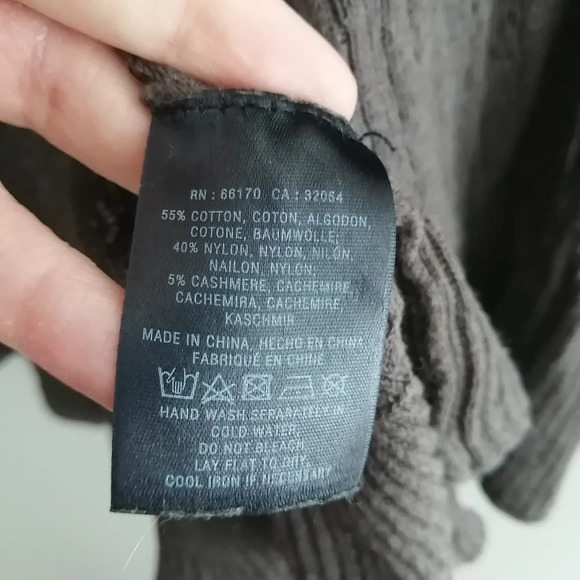 RN : 66170 CA : 32054
55% COTTON, COTON, ALGODON,
COTONE, BAUMWOLLE;
40% NYLON, NYLON, NILÓN,
NAILON, NYLON,
5% CASHMERE, CACHEMIRE,
CACHEMIRA, CACHEMIRE,
KASCHMIR
MADE IN CHINA, HECHO EN CHINA,
FABRIQUÉ EN CHINA
HAND WASH SEPARATELY IN
COLD WATER
DO NOT BLEACH
LAY FLAT TO DRY
COOL IRON IF NECESSARY